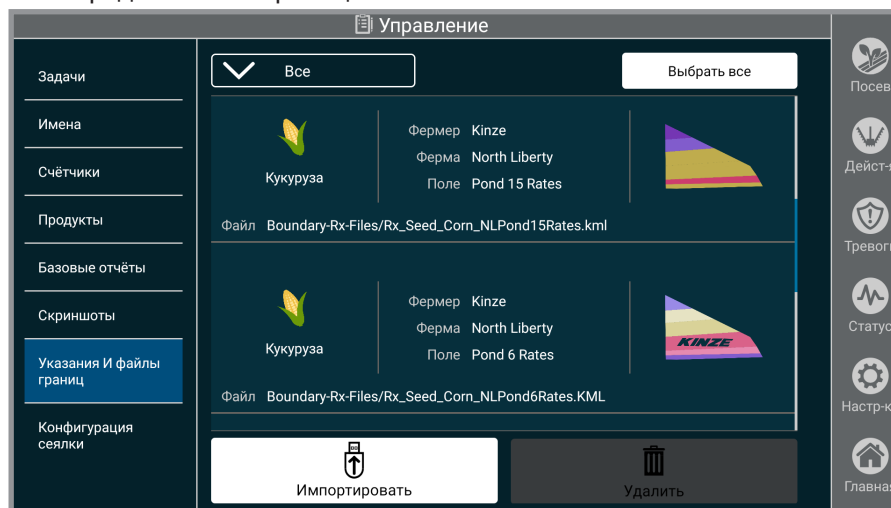 Управление
Задачи
Имена
Счётчики
Продукты
Базовые отчёты
Скриншоты
Указания И файлы
границ
Конфигурация
сеялки
Все
Выбрать все
Кукуруза
Фермер Kinze
Ферма North Liberty
Поле Pond 15 Rates
Файл Boundary-Rx-Files/Rx_Seed_Corn_NLPond15Rates.kml
Кукуруза
Фермер Kinze
Ферма North Liberty
Поле Pond 6 Rates
KINZE
Файл Boundary-Rx-Files/Rx_Seed_Corn_NLPond6Rates.KML
Импортировать
Удалить
Посев
Дейст-я
Тревоги
Статус
Настр-к
Главная